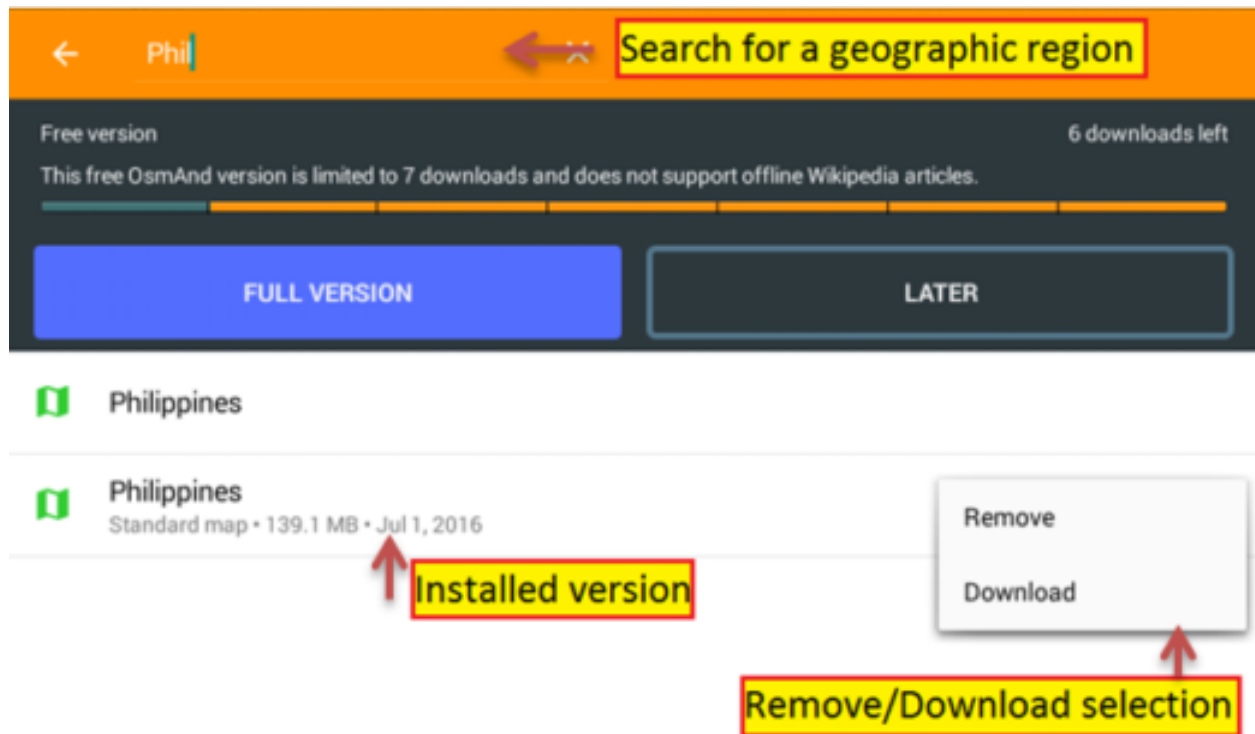 Phil
Search for a geographic region
Free version
6 downloads left
This free OsmAnd version is limited to 7 downloads and does not support offline Wikipedia articles.
FULL VERSION
LATER
Philippines
Philippines
Standard map • 139.1 MB • Jul 1, 2016
Remove
Download
Installed version
Remove/Download selection